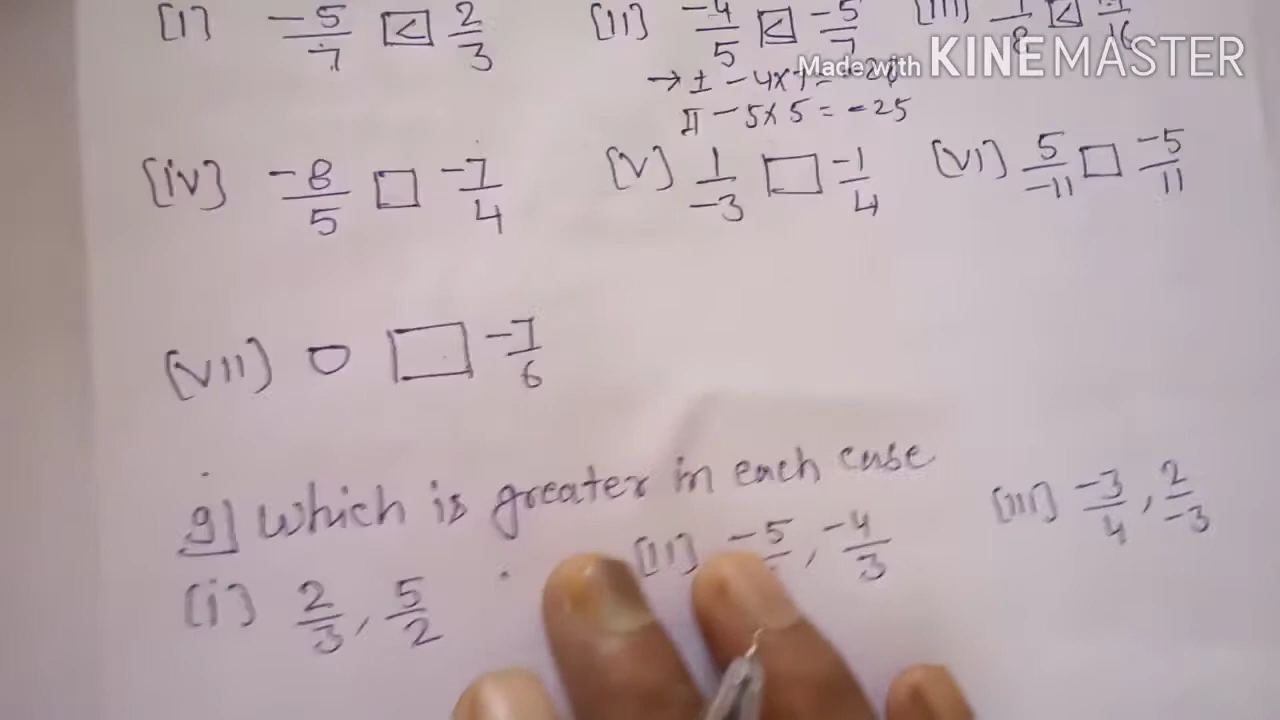 [i] -5/7 [<] 2/3 [ii] -4/5 [<] -5/7 [iii] /8 [<] /16
Made with KINEMASTER
→ I -4×7 = -28
II -5×5 = -25
[iv] -8/5 □ -7/4 [v] 1/-3 □ -1/4 [vi] 5/-11 □ -5/11
[vii] 0 □ -7/6
9] Which is greater in each case
[i] 2/3, 5/2 [ii] -5/ , -4/3 [iii] -3/4, 2/-3